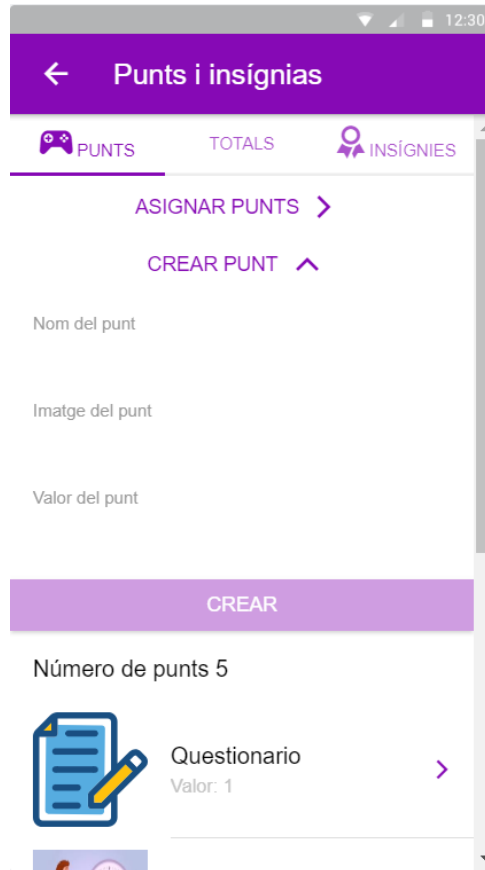 12:30
Punts i insígnias
PUNTS
TOTALS
INSÍGNIES
ASIGNAR PUNTS
CREAR PUNT
Nom del punt
Imatge del punt
Valor del punt
CREAR
Número de punts 5
Questionario
Valor: 1